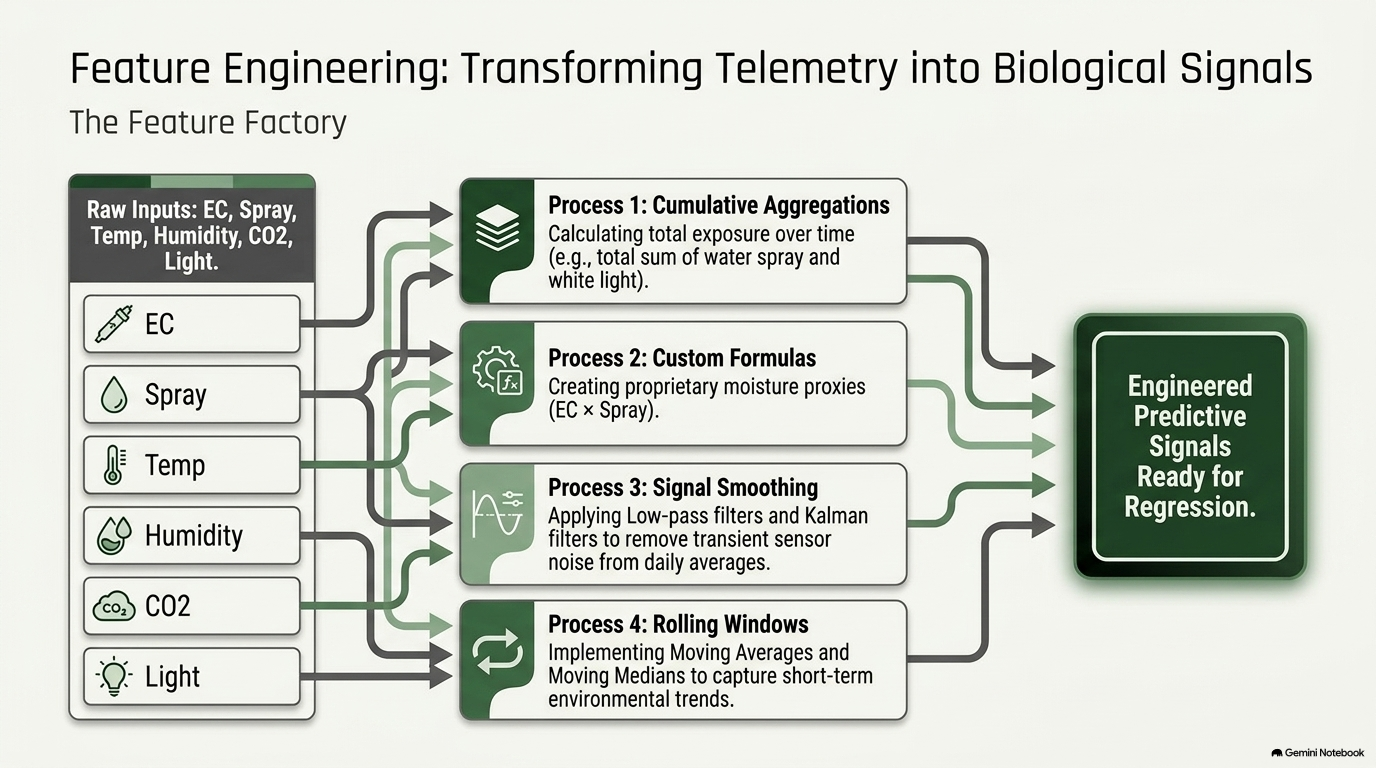 Feature Engineering: Transforming Telemetry into Biological Signals
The Feature Factory
Raw Inputs: EC, Spray,
Temp, Humidity, CO2,
Light.
EC
Spray
Temp
Humidity
CO₂
CO2
Light
Process 1: Cumulative Aggregations
Calculating total exposure over time
(e.g., total sum of water spray and
white light).
fx
Process 2: Custom Formulas
Creating proprietary moisture proxies
(EC × Spray).
Process 3: Signal Smoothing
Applying Low-pass filters and Kalman
filters to remove transient sensor
noise from daily averages.
Process 4: Rolling Windows
Implementing Moving Averages and
Moving Medians to capture short-term
environmental trends.
Engineered
Predictive
Signals
Ready for
Regression.
Gemini Notebook